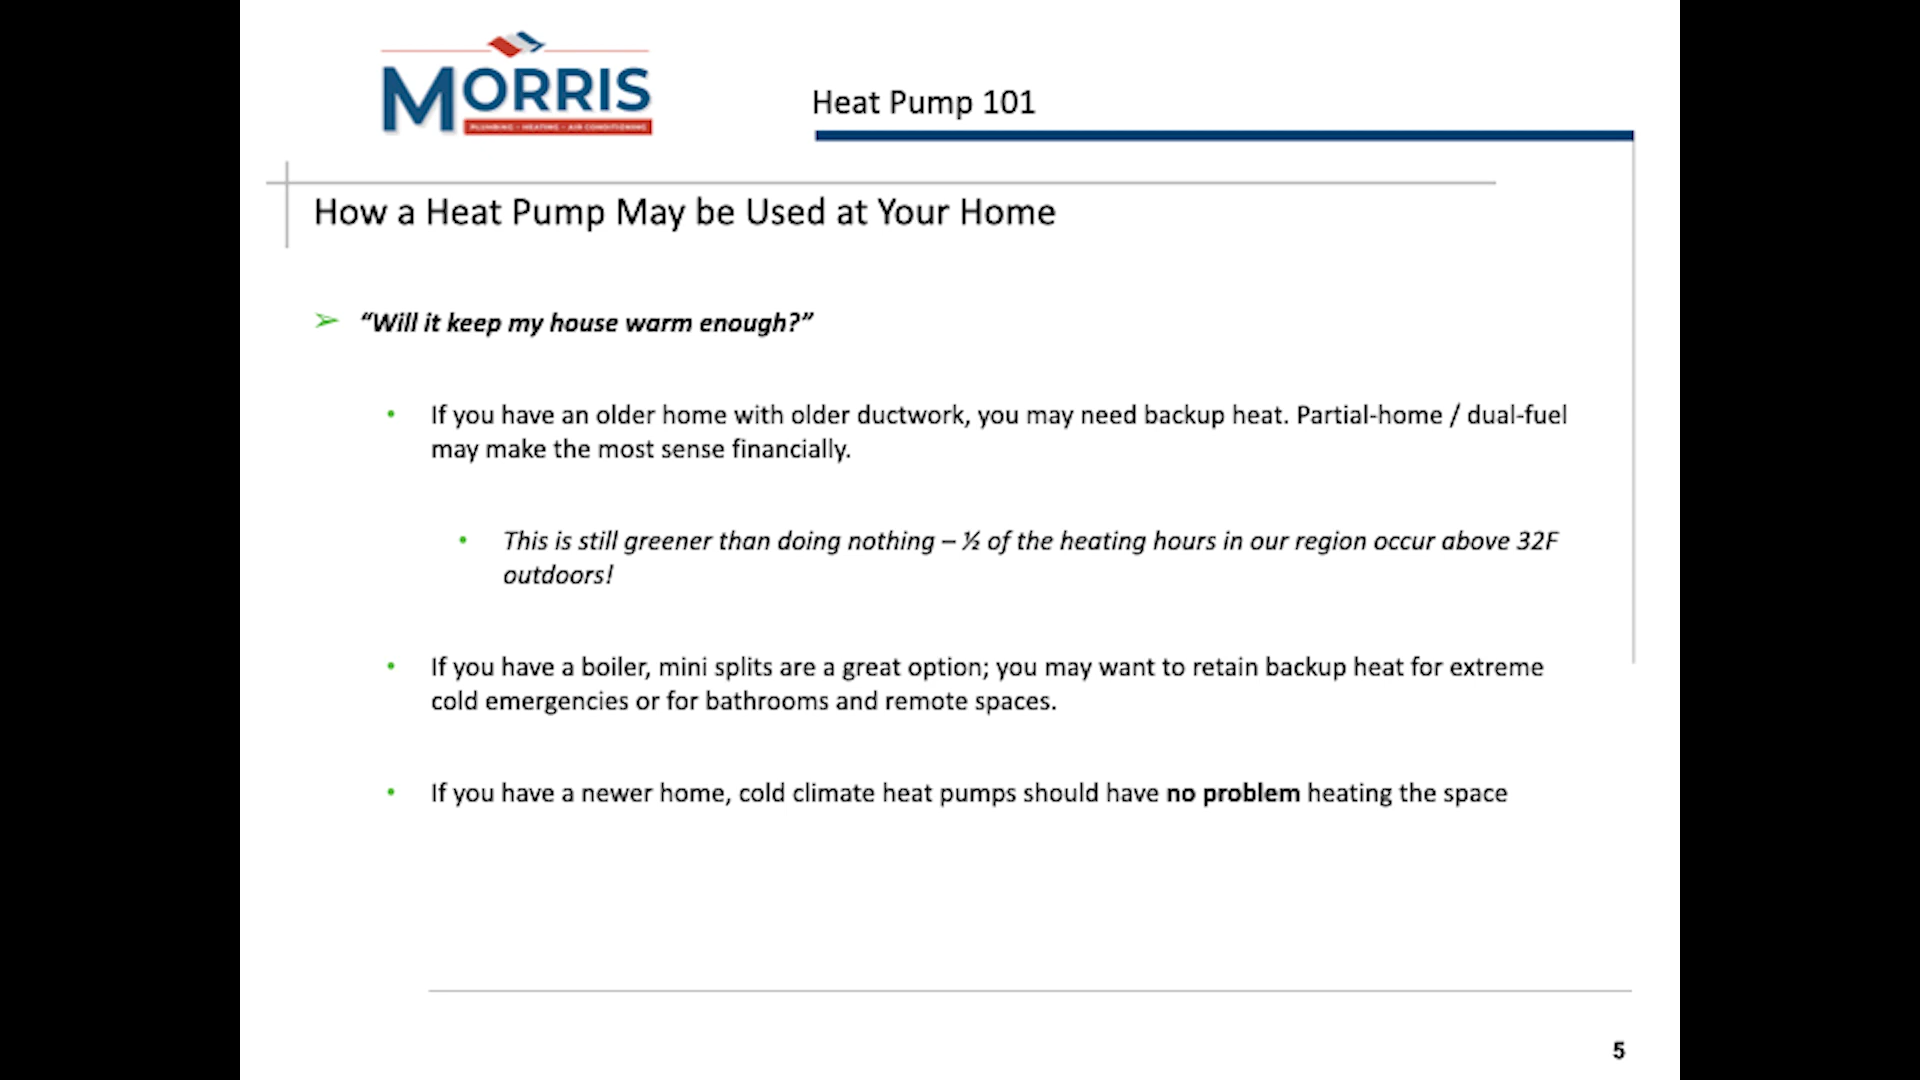 MORRIS
PLUMBING • HEATING • AIR CONDITIONING
Heat Pump 101
How a Heat Pump May be Used at Your Home
➢ “Will it keep my house warm enough?”
• If you have an older home with older ductwork, you may need backup heat. Partial-home / dual-fuel
may make the most sense financially.
• This is still greener than doing nothing – ½ of the heating hours in our region occur above 32F
outdoors!
• If you have a boiler, mini splits are a great option; you may want to retain backup heat for extreme
cold emergencies or for bathrooms and remote spaces.
• If you have a newer home, cold climate heat pumps should have no problem heating the space
5